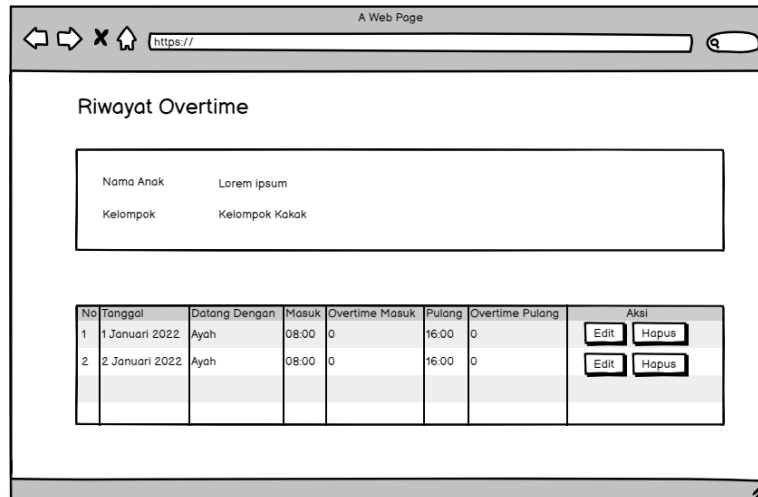 A Web Page
https://
Riwayat Overtime
Nama Anak Lorem ipsum
Kelompok Kelompok Kakak
No Tanggal Datang Dengan Masuk Overtime Masuk Pulang Overtime Pulang Aksi
1 1 Januari 2022 Ayah 08:00 0 16:00 0 Edit Hapus
2 2 Januari 2022 Ayah 08:00 0 16:00 0 Edit Hapus